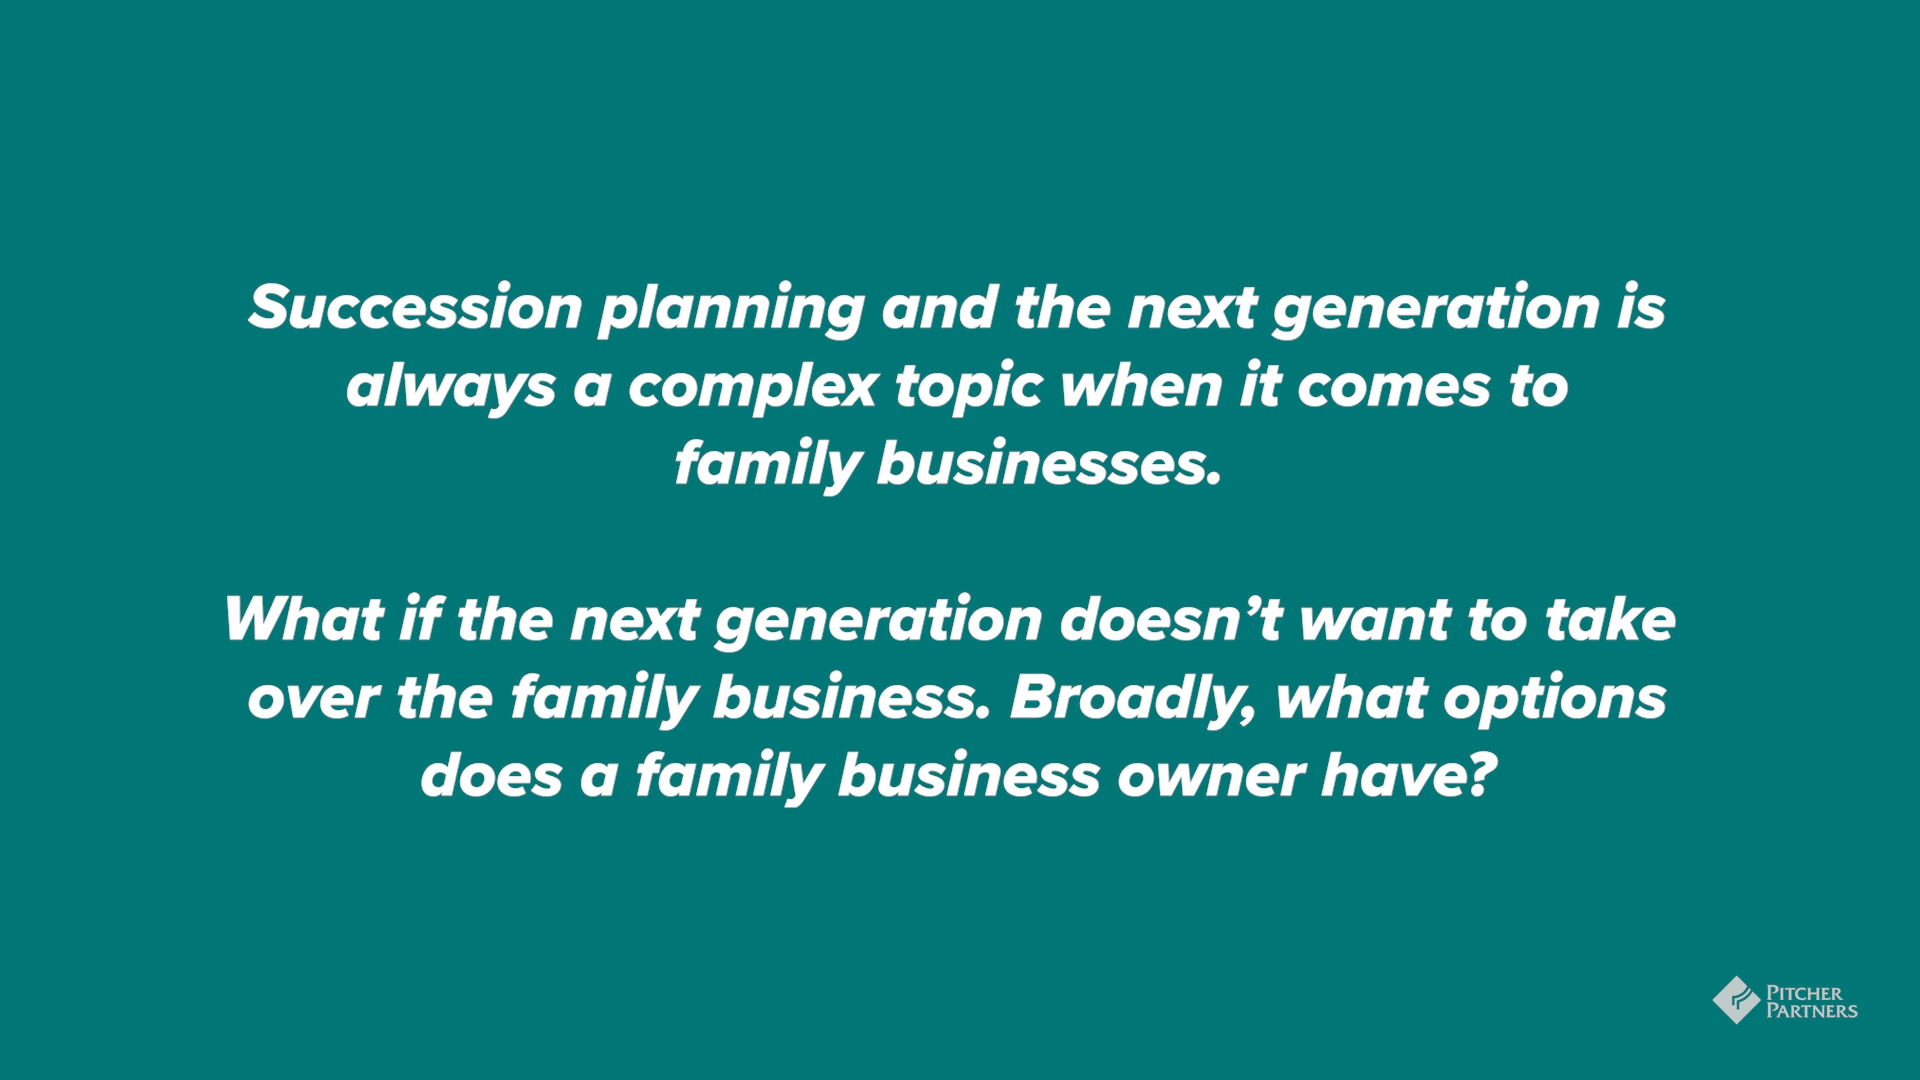 Succession planning and the next generation is
always a complex topic when it comes to
family businesses.
What if the next generation doesn’t want to take
over the family business. Broadly, what options
does a family business owner have?
PITCHER
PARTNERS